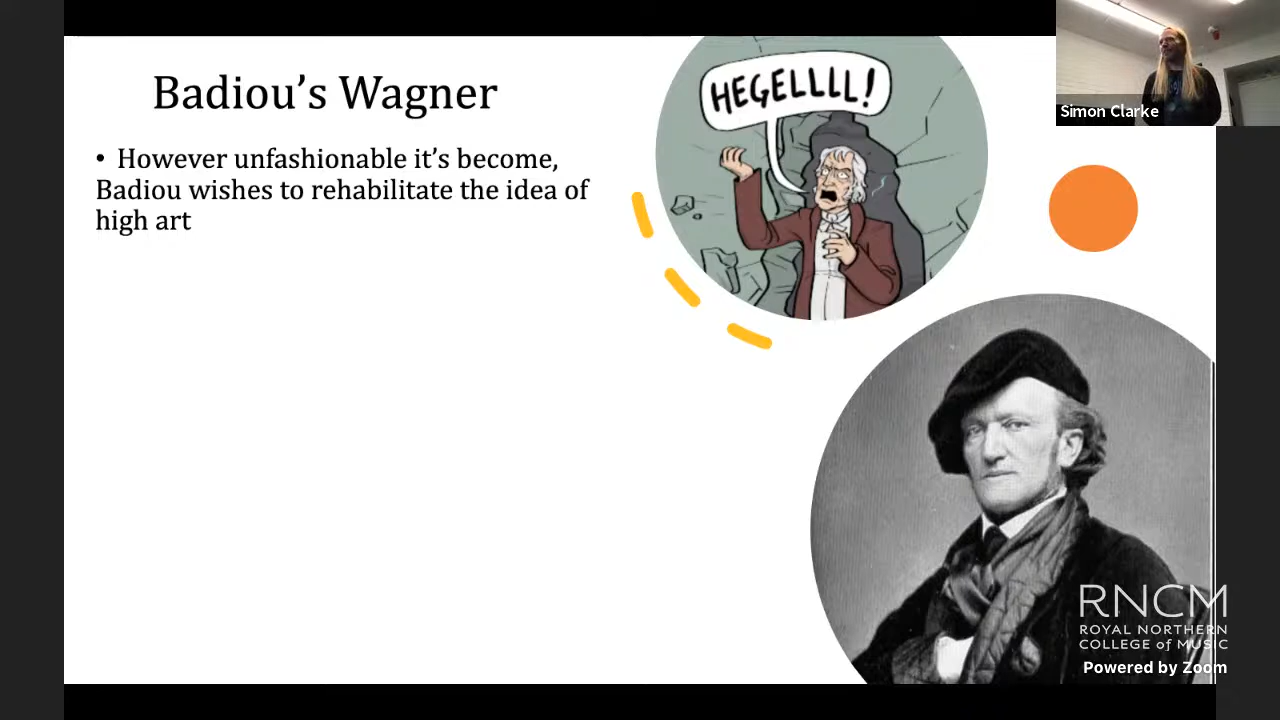 Badiou’s Wagner
• However unfashionable it’s become,
Badiou wishes to rehabilitate the idea of
high art
HEGELLLL!
Simon Clarke
RNCM
ROYAL NORTHERN
COLLEGE of MUSIC
Powered by Zoom